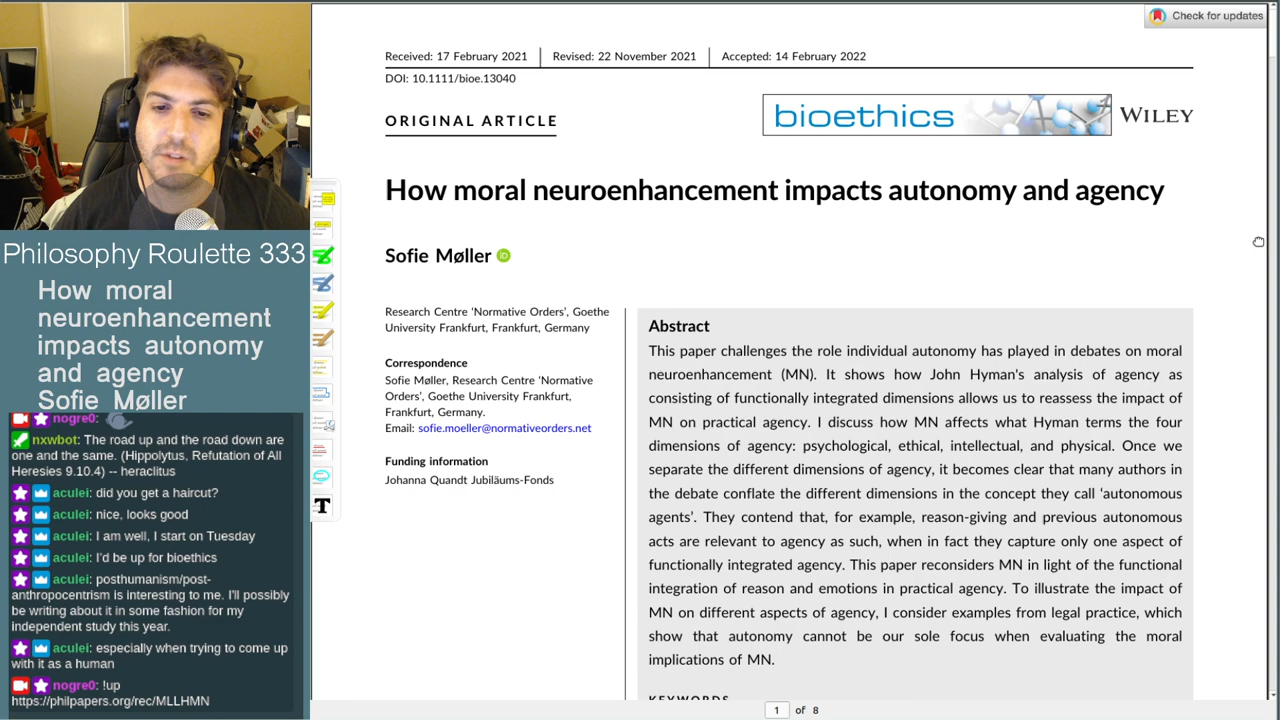 Check for updates
Received: 17 February 2021 | Revised: 22 November 2021 | Accepted: 14 February 2022
DOI: 10.1111/bioe.13040
ORIGINAL ARTICLE
bioethics WILEY
How moral neuroenhancement impacts autonomy and agency
Sofie Møller iD
Research Centre ‘Normative Orders’, Goethe
University Frankfurt, Frankfurt, Germany
Correspondence
Sofie Møller, Research Centre ‘Normative
Orders’, Goethe University Frankfurt,
Frankfurt, Germany.
Email: sofie.moeller@normativeorders.net
Funding information
Johanna Quandt Jubiläums-Fonds
Abstract
This paper challenges the role individual autonomy has played in debates on moral
neuroenhancement (MN). It shows how John Hyman's analysis of agency as
consisting of functionally integrated dimensions allows us to reassess the impact of
MN on practical agency. I discuss how MN affects what Hyman terms the four
dimensions of agency: psychological, ethical, intellectual, and physical. Once we
separate the different dimensions of agency, it becomes clear that many authors in
the debate conflate the different dimensions in the concept they call ‘autonomous
agents’. They contend that, for example, reason-giving and previous autonomous
acts are relevant to agency as such, when in fact they capture only one aspect of
functionally integrated agency. This paper reconsiders MN in light of the functional
integration of reason and emotions in practical agency. To illustrate the impact of
MN on different aspects of agency, I consider examples from legal practice, which
show that autonomy cannot be our sole focus when evaluating the moral
implications of MN.
KEYWORDS
1 of 8
T
Philosophy Roulette 333
How moral
neuroenhancement
impacts autonomy
and agency
Sofie Møller
nogre0:
nxwbot: The road up and the road down are
one and the same. (Hippolytus, Refutation of All
Heresies 9.10.4) -- heraclitus
aculei: did you get a haircut?
aculei: nice, looks good
aculei: I am well, I start on Tuesday
aculei: I'd be up for bioethics
aculei: posthumanism/post-
anthropocentrism is interesting to me. I'll possibly
be writing about it in some fashion for my
independent study this year.
aculei: especially when trying to come up
with it as a human
nogre0: !up
https://philpapers.org/rec/MLLHMN